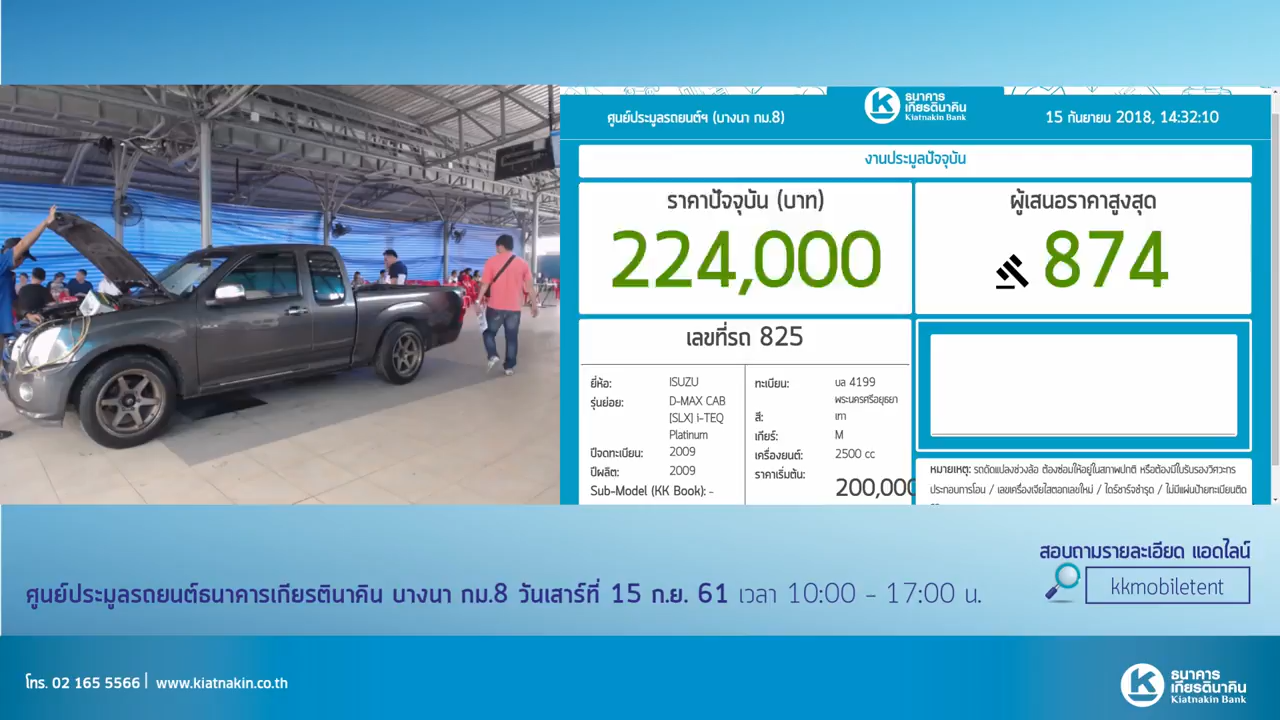 ศูนย์ประมูลรถยนต์ฯ (บางนา กม.8)
ธนาคาร
เกียรตินาคิน
Kiatnakin Bank
15 กันยายน 2018, 14:32:10
งานประมูลปัจจุบัน
ราคาปัจจุบัน (บาท)
224,000
ผู้เสนอราคาสูงสุด
874
เลขที่รถ 825
ยี่ห้อ: ISUZU
รุ่นย่อย: D-MAX CAB
[SLX] i-TEQ
Platinum
ปีจดทะเบียน: 2009
ปีผลิต: 2009
Sub-Model (KK Book): -
ทะเบียน: บล 4199
พระนครศรีอยุธยา
สี: เทา
เกียร์: M
เครื่องยนต์: 2500 cc
ราคาเริ่มต้น:
200,000
หมายเหตุ: รถดัดแปลงช่วงล้อ ต้องซ่อมให้อยู่ในสภาพปกติ หรือต้องมีใบรับรองวิศวะกร
ประกอบการโอน / เลขเครื่องเจียใสตอกเลขใหม่ / ไดร์ชาร์จชำรุด / ไม่มีแผ่นป้ายทะเบียนติด
สอบถามรายละเอียด แอดไลน์
kkmobiletent
ศูนย์ประมูลรถยนต์ธนาคารเกียรตินาคิน บางนา กม.8 วันเสาร์ที่ 15 ก.ย. 61 เวลา 10:00 - 17:00 น.
โทร. 02 165 5566 | www.kiatnakin.co.th
ธนาคาร
เกียรตินาคิน
Kiatnakin Bank